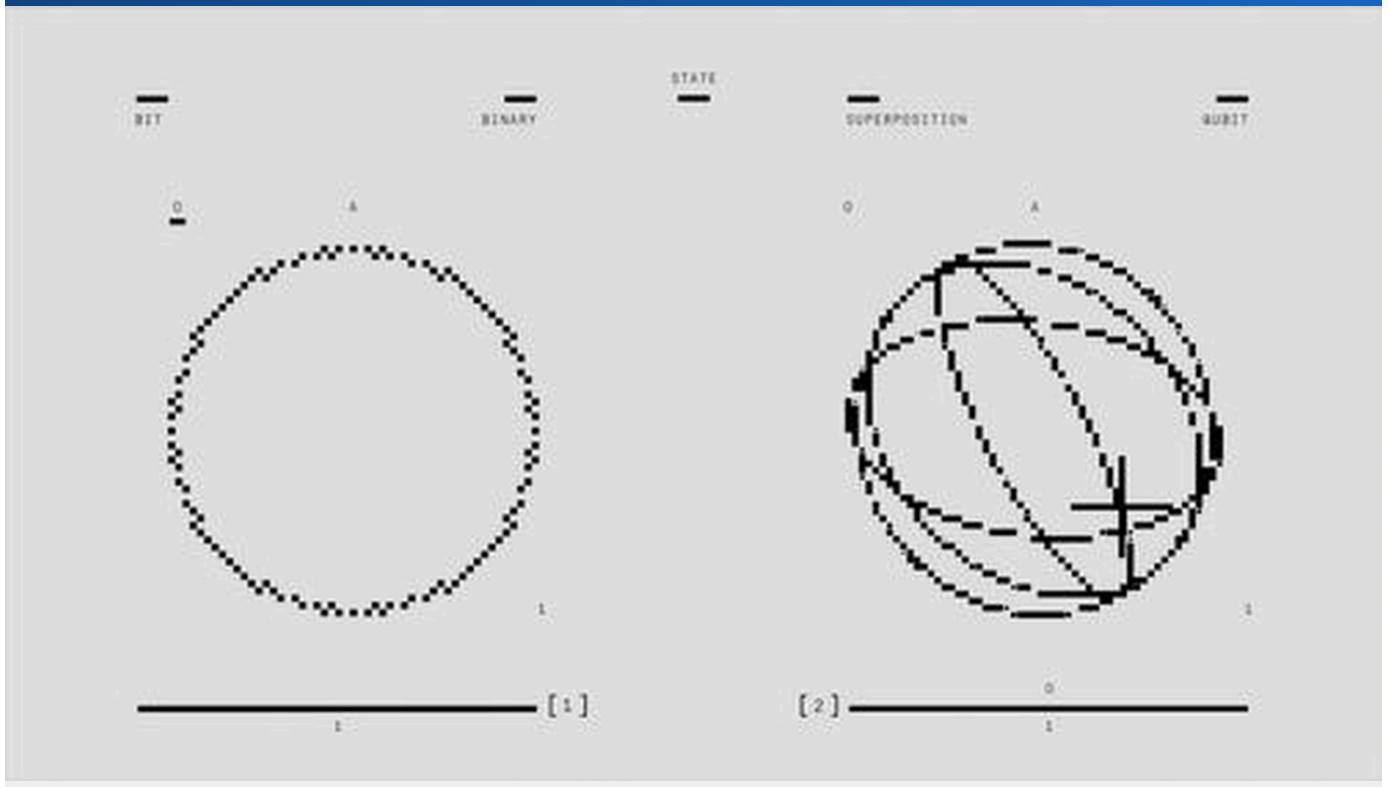 STATE
BIT
BINARY
SUPERPOSITION
QUBIT
0
A
0
A
1
1
[1]
1
[2]
0
1